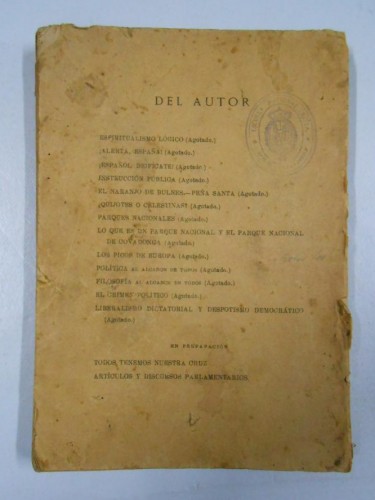 DEL AUTOR
ESPIRITUALISMO LÓGICO (Agotado.)
¡ALERTA, ESPAÑA! (Agotado.)
¡ESPAÑOL, DIGNIFÍCATE! (Agotado.)
INSTRUCCIÓN PÚBLICA (Agotado.)
EL NARANJO DE BULNES.—PEÑA SANTA (Agotado.)
¿QUIJOTES O CELESTINAS? (Agotado.)
PARQUES NACIONALES (Agotado.)
LO QUE ES UN PARQUE NACIONAL Y EL PARQUE NACIONAL
DE COVADONGA (Agotado.)
LOS PICOS DE EUROPA (Agotado.)
POLÍTICA AL ALCANCE DE TODOS (Agotado.)
FILOSOFÍA AL ALCANCE DE TODOS (Agotado.)
EL CRIMEN POLÍTICO (Agotado.)
LIBERALISMO DICTATORIAL Y DESPOTISMO DEMOCRÁTICO
(Agotado.)
EN PREPARACIÓN
TODOS TENEMOS NUESTRA CRUZ.
ARTÍCULOS Y DISCURSOS PARLAMENTARIOS.